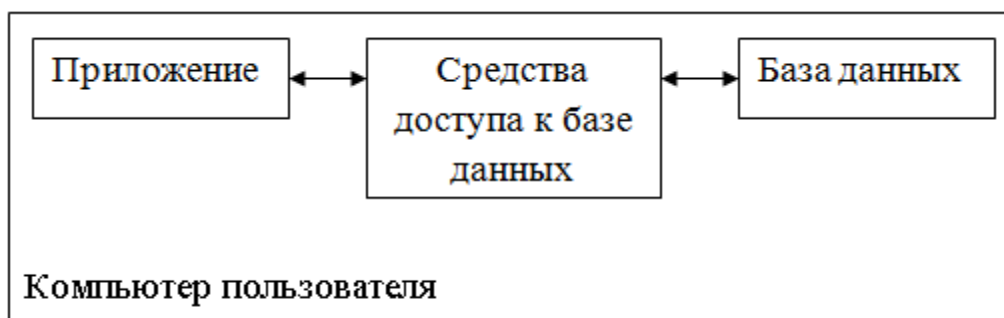 Приложение
Средства
доступа к базе
данных
База данных
Компьютер пользователя